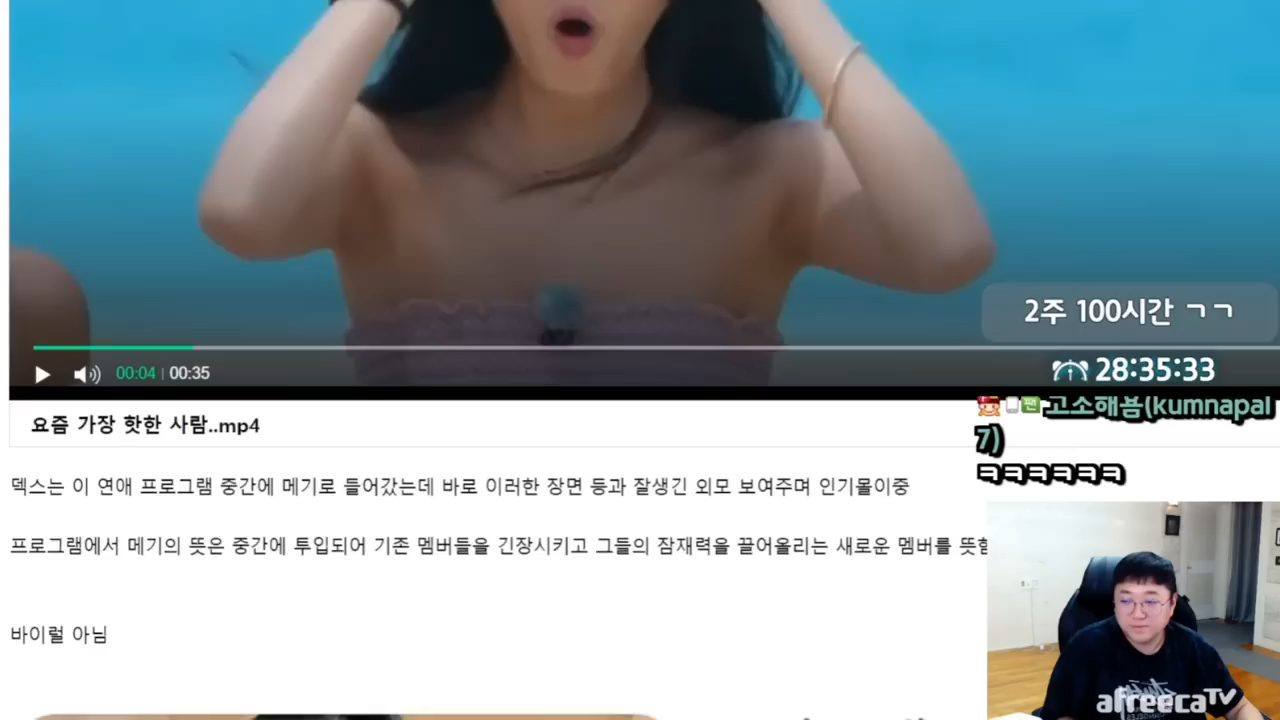 2주 100시간 ㄱㄱ
00:04 | 00:35
28:35:33
팬 고소해욤(kumnapal
7)
ㅋㅋㅋㅋㅋㅋ
요즘 가장 핫한 사람..mp4
덱스는 이 연애 프로그램 중간에 메기로 들어갔는데 바로 이러한 장면 등과 잘생긴 외모 보여주며 인기몰이중
프로그램에서 메기의 뜻은 중간에 투입되어 기존 멤버들을 긴장시키고 그들의 잠재력을 끌어올리는 새로운 멤버를 뜻함
바이럴 아님
afreecaTV